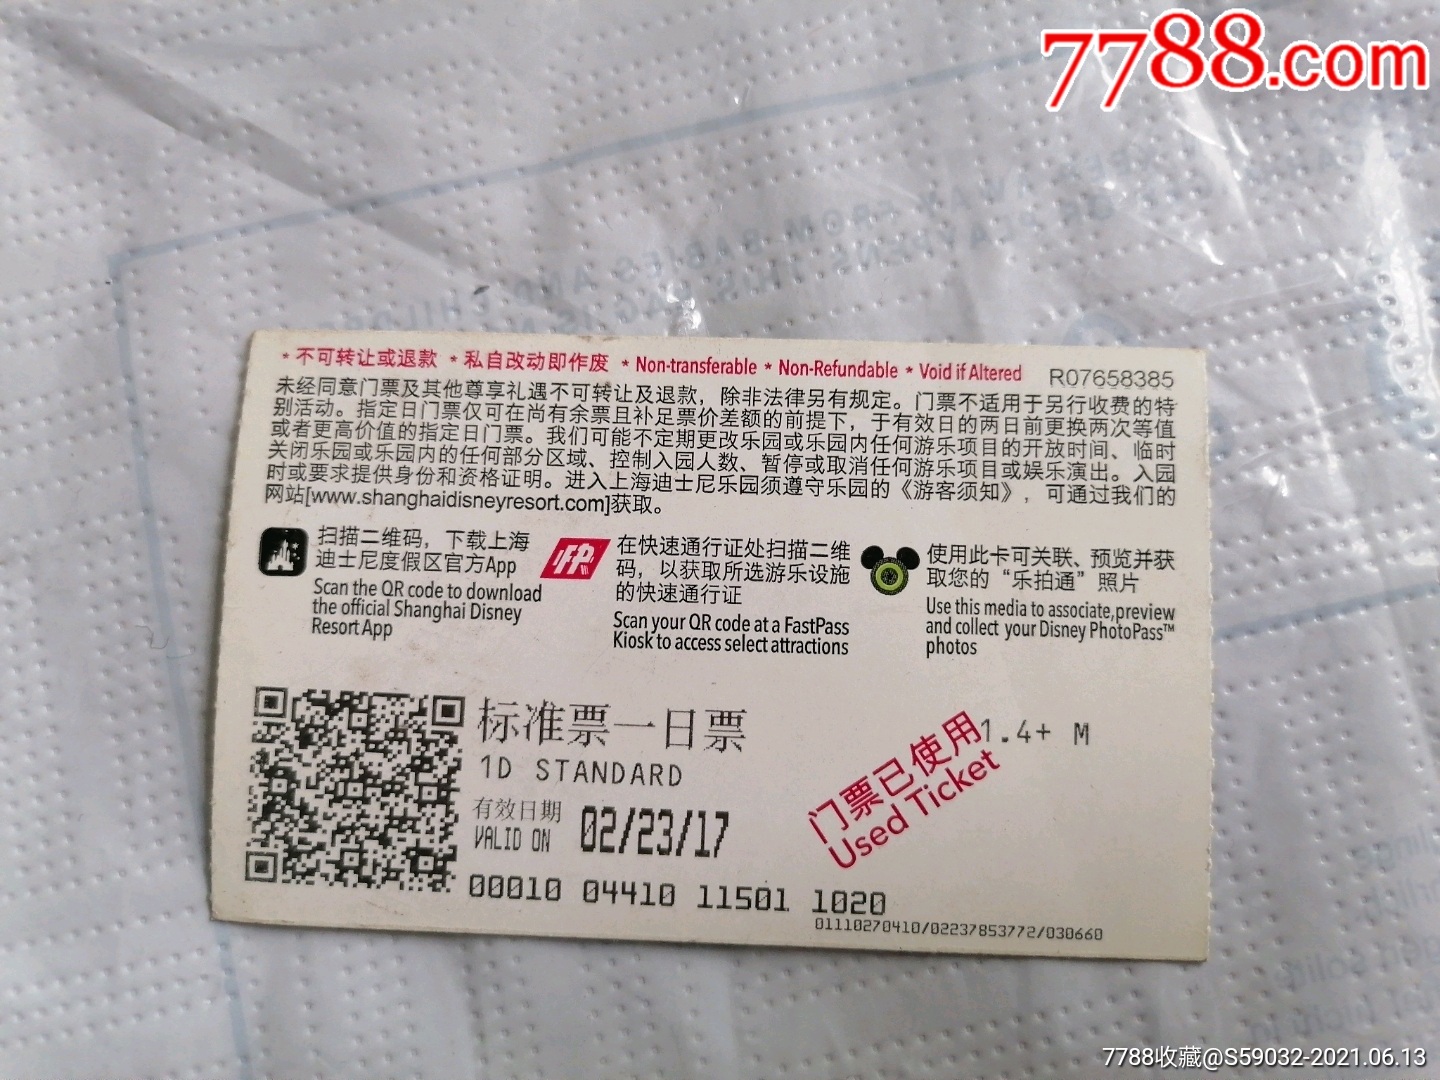 7788.com
* 不可转让或退款 * 私自改动即作废 * Non-transferable * Non-Refundable * Void if Altered R07658385
未经同意门票及其他尊享礼遇不可转让及退款，除非法律另有规定。门票不适用于另行收费的特
别活动。指定日门票仅可在尚有余票且补足票价差额的前提下，于有效日的两日前更换两次等值
或者更高价值的指定日门票。我们可能不定期更改乐园或乐园内任何游乐项目的开放时间、临时
关闭乐园或乐园内的任何部分区域、控制入园人数、暂停或取消任何游乐项目或娱乐演出。入园
时或要求提供身份和资格证明。进入上海迪士尼乐园须遵守乐园的《游客须知》，可通过我们的
网站[www.shanghaidisneyresort.com]获取。
扫描二维码，下载上海
迪士尼度假区官方App
Scan the QR code to download
the official Shanghai Disney
Resort App
FP
在快速通行证处扫描二维
码，以获取所选游乐设施
的快速通行证
Scan your QR code at a FastPass
Kiosk to access select attractions
使用此卡可关联、预览并获
取您的“乐拍通”照片
Use this media to associate,preview
and collect your Disney PhotoPass™
photos
标准票一日票
1D STANDARD
1.4+ M
有效日期
VALID ON 02/23/17
门票已使用
Used Ticket
00010 04410 11501 1020
01110270410/02237853772/030660
7788收藏@S59032-2021.06.13